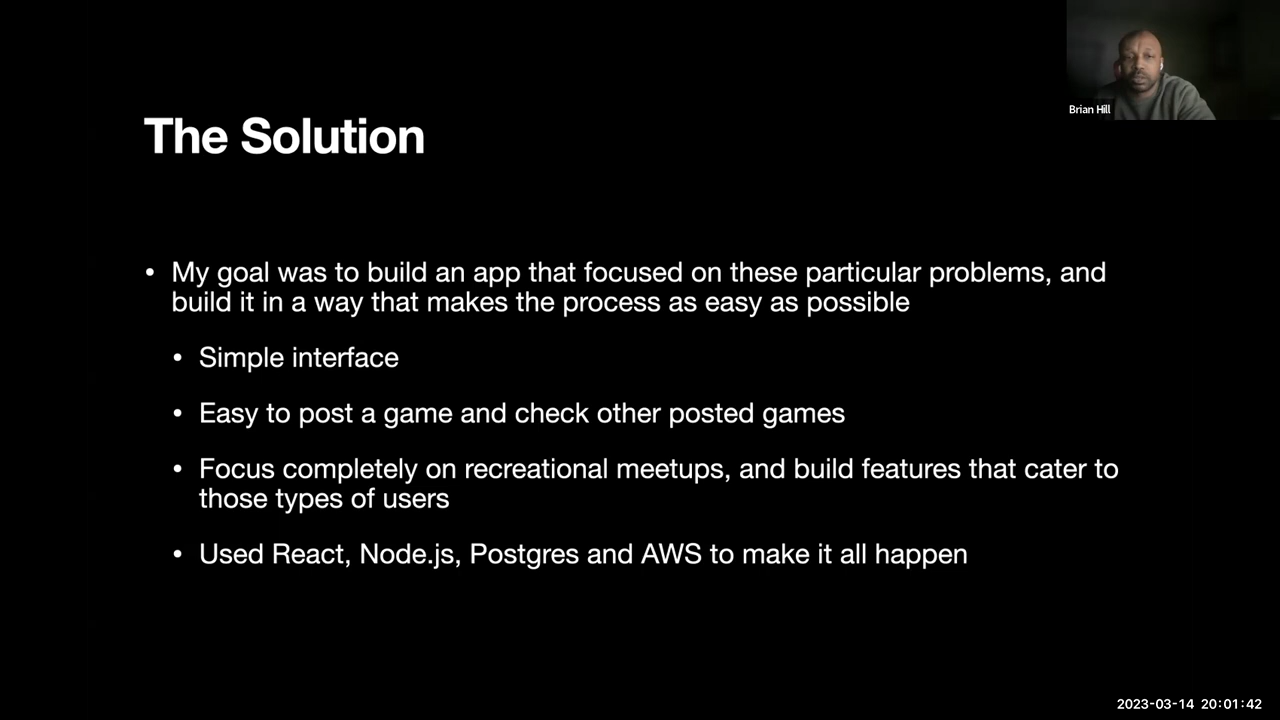 Brian Hill
The Solution
• My goal was to build an app that focused on these particular problems, and
build it in a way that makes the process as easy as possible
• Simple interface
• Easy to post a game and check other posted games
• Focus completely on recreational meetups, and build features that cater to
those types of users
• Used React, Node.js, Postgres and AWS to make it all happen
2023-03-14 20:01:42